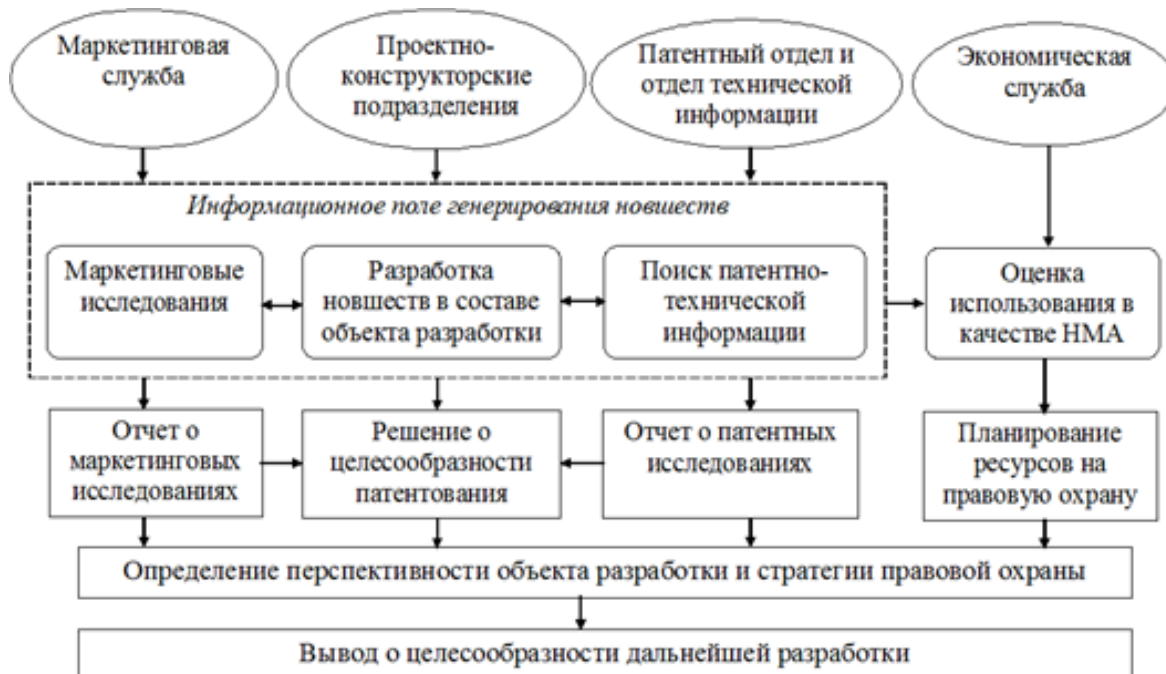 Маркетинговая
служба
Проектно-
конструкторские
подразделения
Патентный отдел и
отдел технической
информации
Экономическая
служба
Информационное поле генерирования новшеств
Маркетинговые
исследования
Разработка
новшеств в составе
объекта разработки
Поиск патентно-
технической
информации
Оценка
использования в
качестве НМА
Отчет о
маркетинговых
исследованиях
Решение о
целесообразности
патентования
Отчет о патентных
исследованиях
Планирование
ресурсов на
правовую охрану
Определение перспективности объекта разработки и стратегии правовой охраны
Вывод о целесообразности дальнейшей разработки